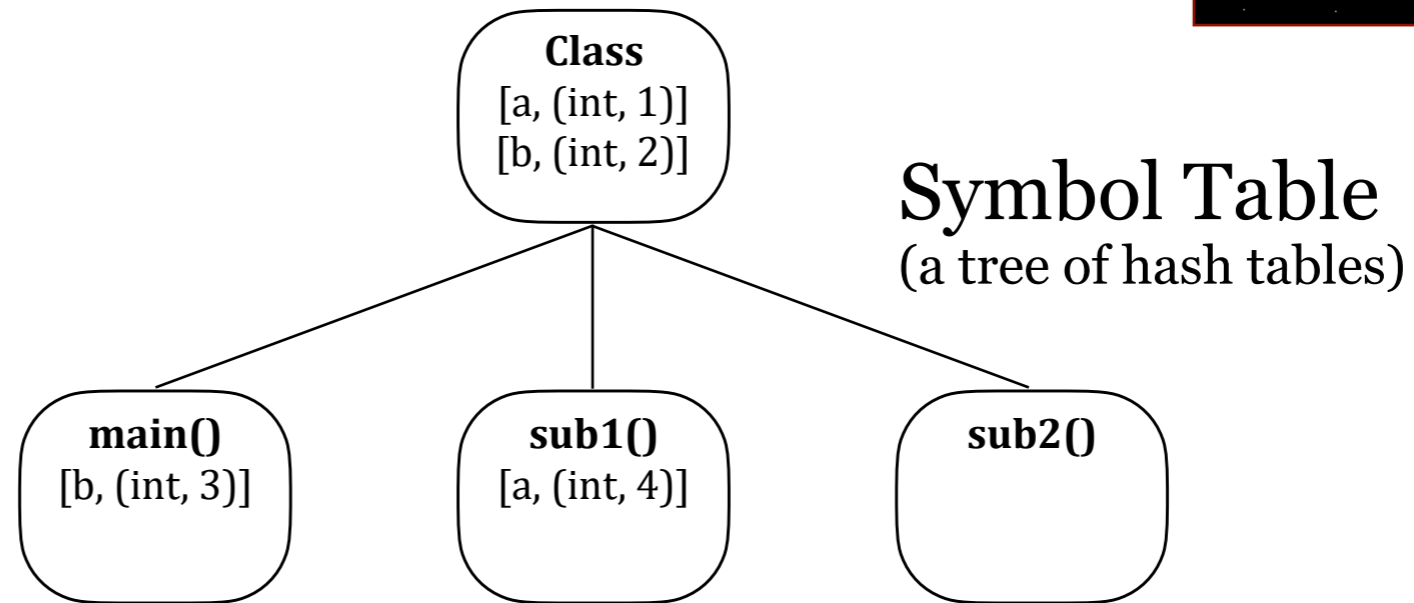 Class
[a, (int, 1)]
[b, (int, 2)]
Symbol Table
(a tree of hash tables)
main()
[b, (int, 3)]
sub1()
[a, (int, 4)]
sub2()